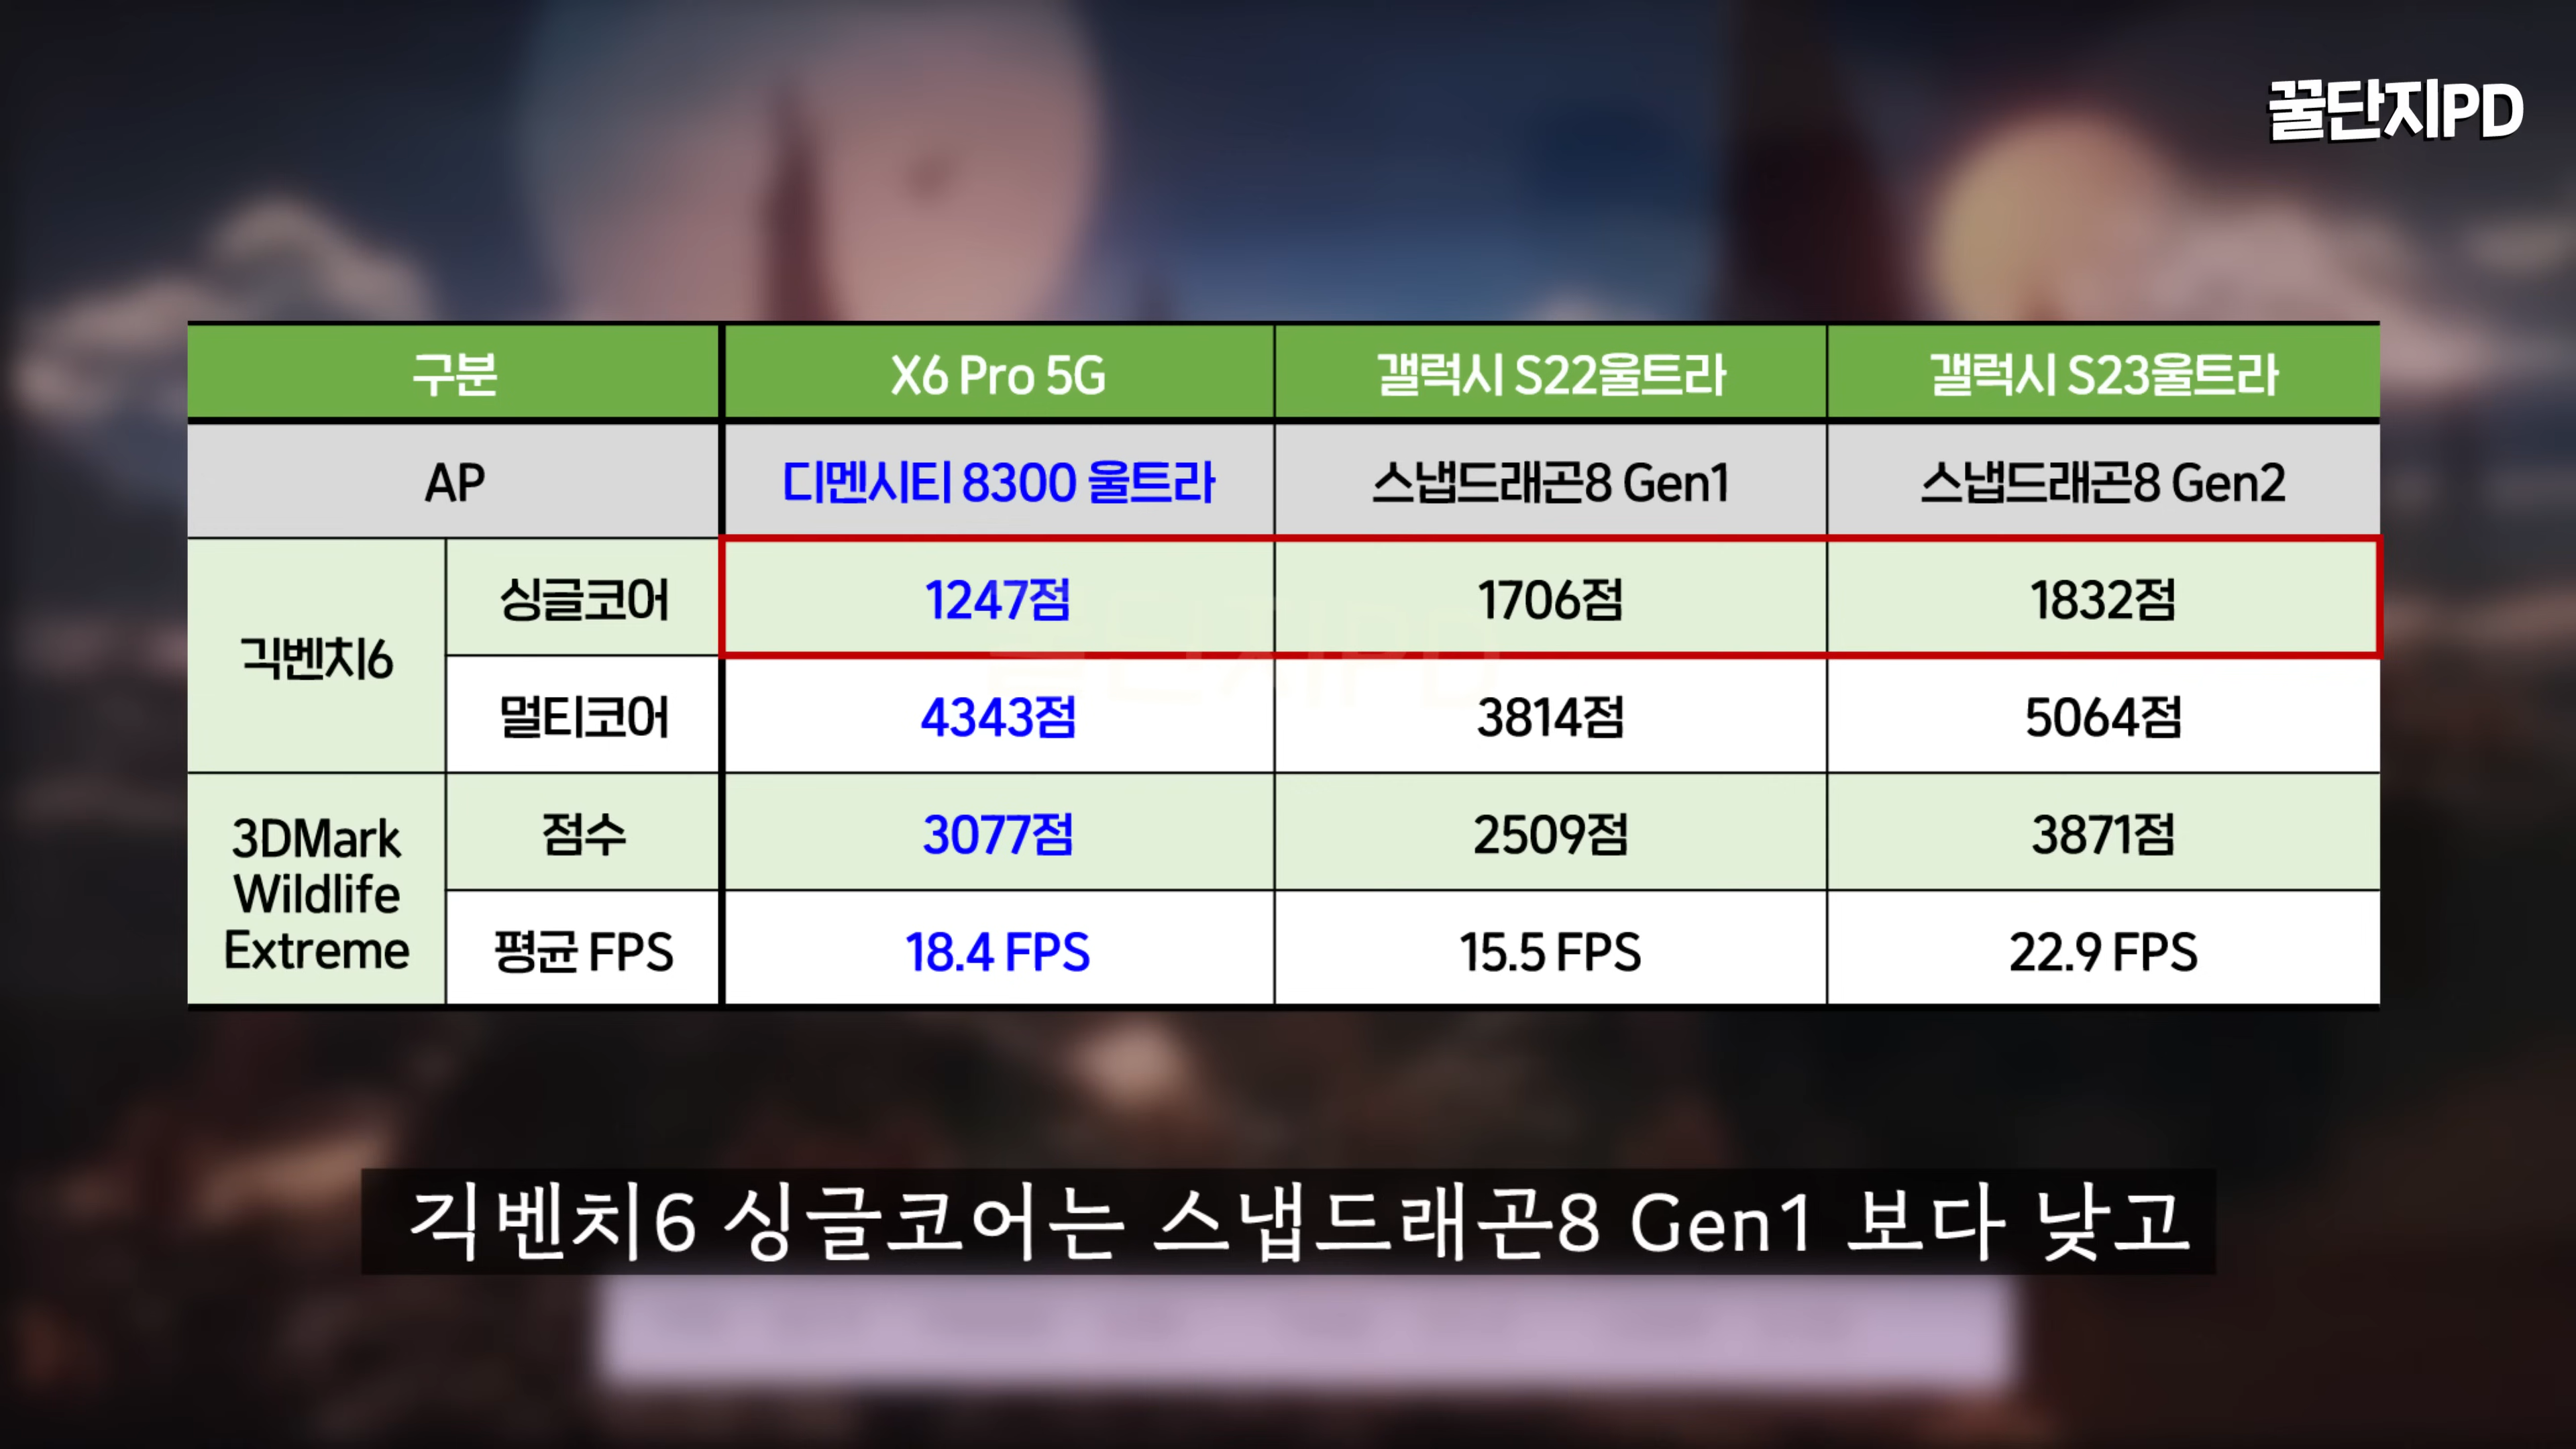 꿀단지PD
구분 X6 Pro 5G 갤럭시 S22울트라 갤럭시 S23울트라
AP 디멘시티 8300 울트라 스냅드래곤8 Gen1 스냅드래곤8 Gen2
긱벤치6 싱글코어 1247점 1706점 1832점
멀티코어 4343점 3814점 5064점
3DMark
Wildlife
Extreme
점수 3077점 2509점 3871점
평균 FPS 18.4 FPS 15.5 FPS 22.9 FPS
꿀단지PD
긱벤치6 싱글코어는 스냅드래곤8 Gen1 보다 낮고